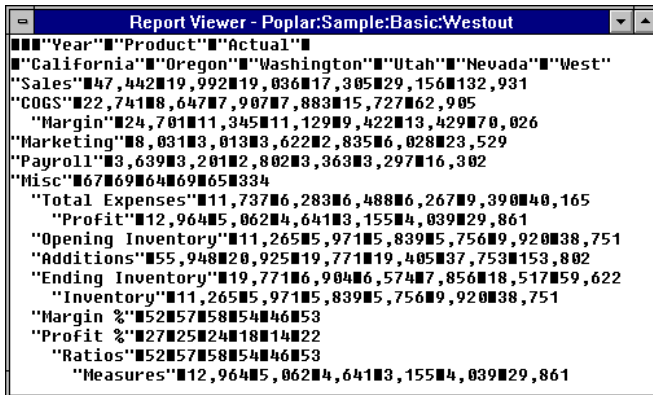 Report Viewer - Poplar:Sample:Basic:Westout
■■■"Year"■"Product"■"Actual"■
■"California"■"Oregon"■"Washington"■"Utah"■"Nevada"■"West"
"Sales"■47,442■19,992■19,036■17,305■29,156■132,931
"COGS"■22,741■8,647■7,907■7,883■15,727■62,905
"Margin"■24,701■11,345■11,129■9,422■13,429■70,026
"Marketing"■8,031■3,013■3,622■2,835■6,028■23,529
"Payroll"■3,639■3,201■2,802■3,363■3,297■16,302
"Misc"■67■69■64■69■65■334
"Total Expenses"■11,737■6,283■6,488■6,267■9,390■40,165
"Profit"■12,964■5,062■4,641■3,155■4,039■29,861
"Opening Inventory"■11,265■5,971■5,839■5,756■9,920■38,751
"Additions"■55,948■20,925■19,771■19,405■37,753■153,802
"Ending Inventory"■19,771■6,904■6,574■7,856■18,517■59,622
"Inventory"■11,265■5,971■5,839■5,756■9,920■38,751
"Margin %"■52■57■58■54■46■53
"Profit %"■27■25■24■18■14■22
"Ratios"■52■57■58■54■46■53
"Measures"■12,964■5,062■4,641■3,155■4,039■29,861